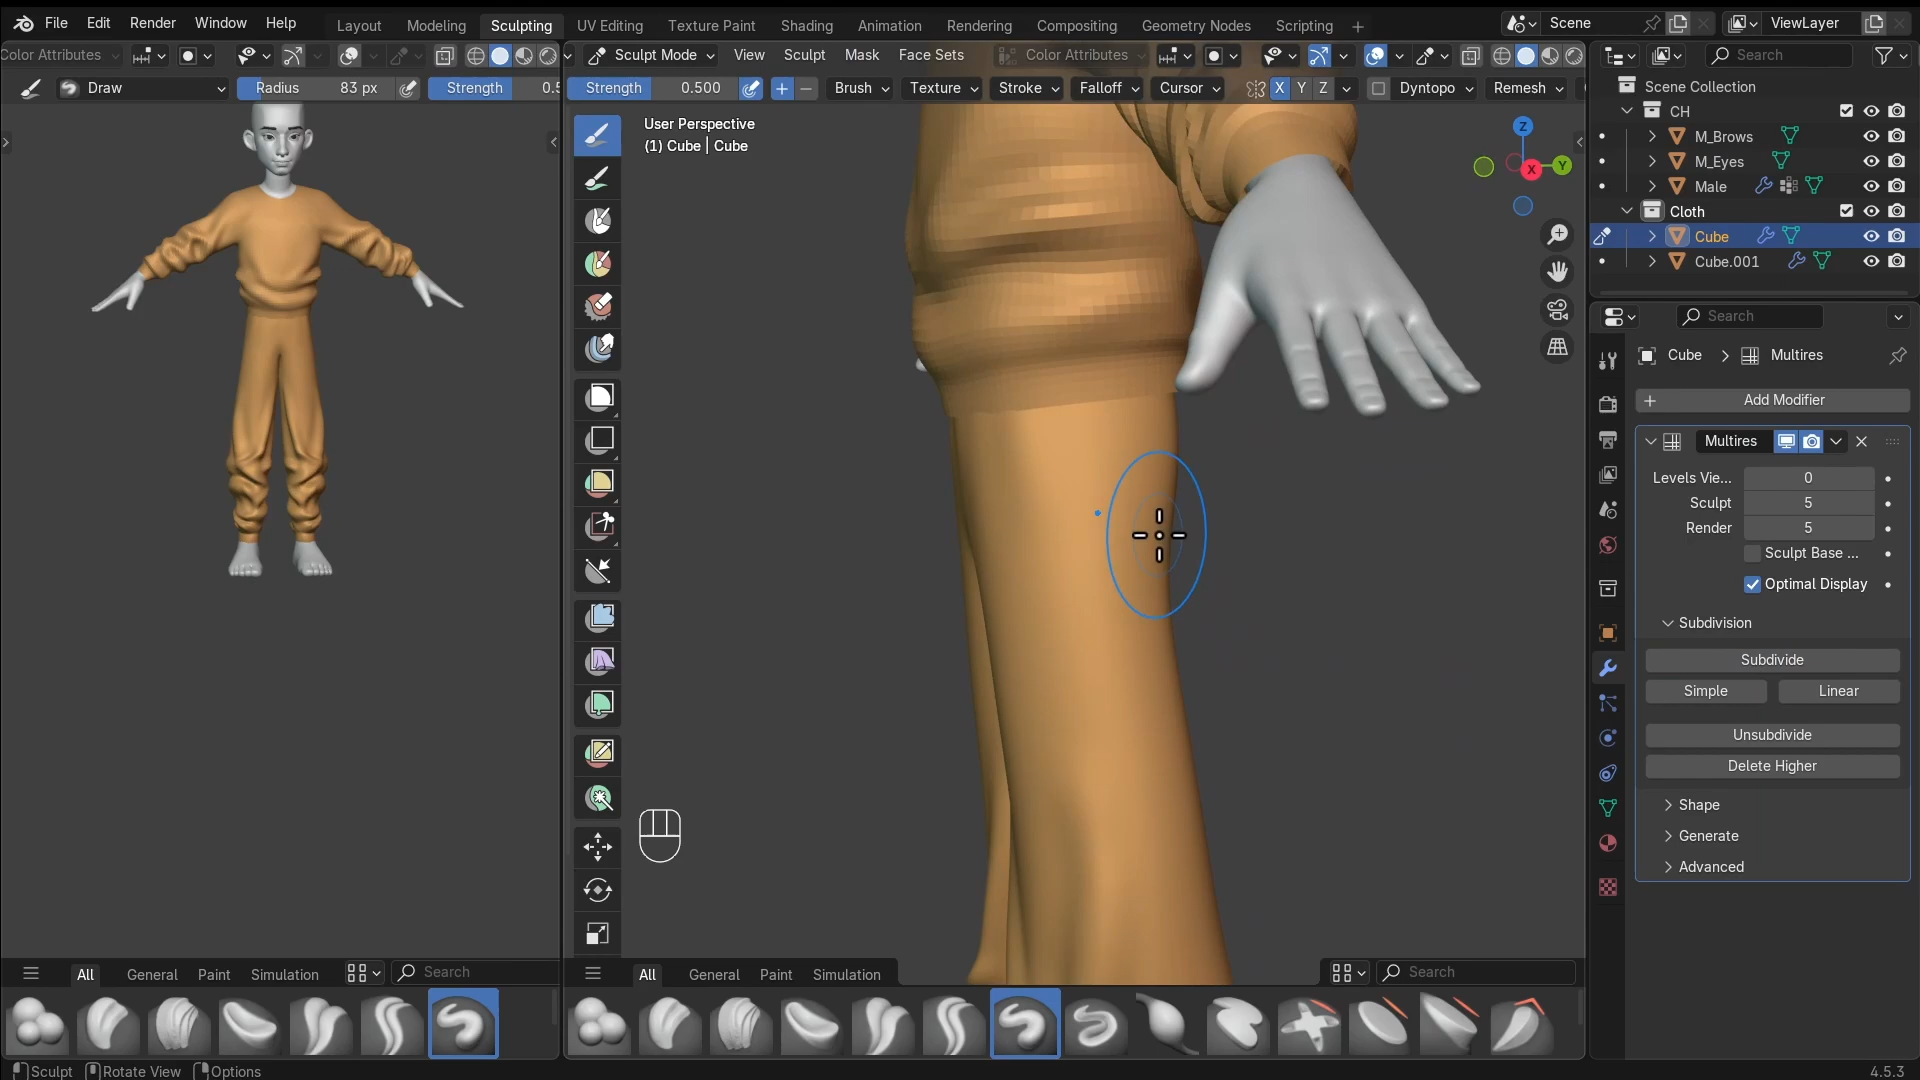 File Edit Render Window Help Layout Modeling Sculpting UV Editing Texture Paint Shading Animation Rendering Compositing Geometry Nodes Scripting + Scene ViewLayer
Color Attributes Sculpt Mode View Sculpt Mask Face Sets Color Attributes Search
Draw Radius 83 px Strength 0.5 Strength 0.500 Brush Texture Stroke Falloff Cursor X Y Z Dyntopo Remesh
Scene Collection
CH
User Perspective
(1) Cube | Cube
Z
X
Y
M_Brows
M_Eyes
Male
Cloth
Cube
Cube.001
Search
Cube > Multires
+ Add Modifier
Multires
Levels Vie... 0
Sculpt 5
Render 5
Sculpt Base ...
Optimal Display
Subdivision
Subdivide
Simple Linear
Unsubdivide
Delete Higher
Shape
Generate
Advanced
All General Paint Simulation Search
All General Paint Simulation Search
Sculpt Rotate View Options 4.5.3